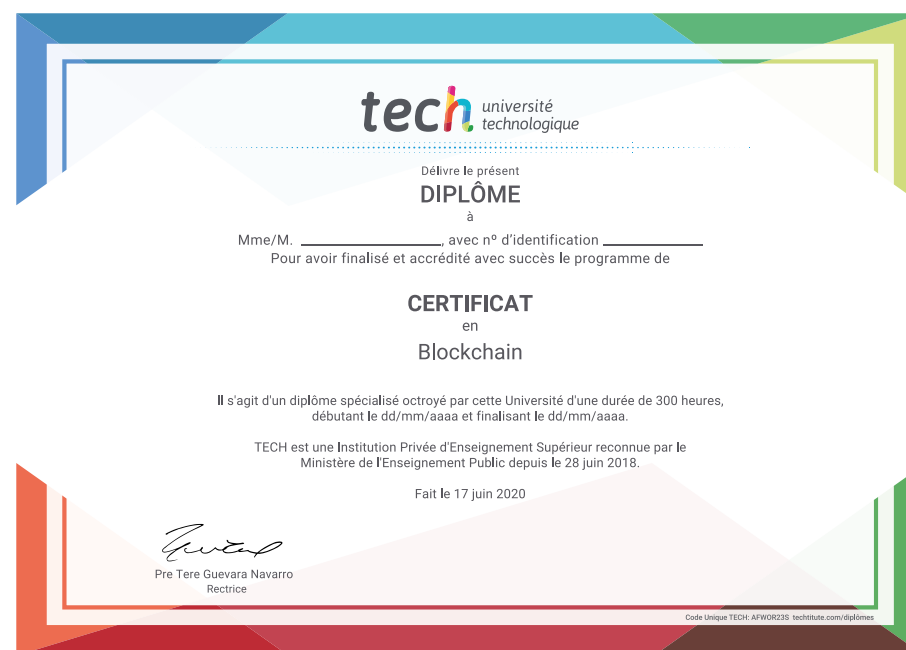 tech université
technologique
Délivre le présent
DIPLÔME
à
Mme/M. ____________________, avec nº d'identification ______________
Pour avoir finalisé et accrédité avec succès le programme de
CERTIFICAT
en
Blockchain
Il s'agit d'un diplôme spécialisé octroyé par cette Université d'une durée de 300 heures,
débutant le dd/mm/aaaa et finalisant le dd/mm/aaaa.
TECH est une Institution Privée d'Enseignement Supérieur reconnue par le
Ministère de l'Enseignement Public depuis le 28 juin 2018.
Fait le 17 juin 2020
Pre Tere Guevara Navarro
Rectrice
Code Unique TECH: AFWOR23S techtitute.com/diplômes